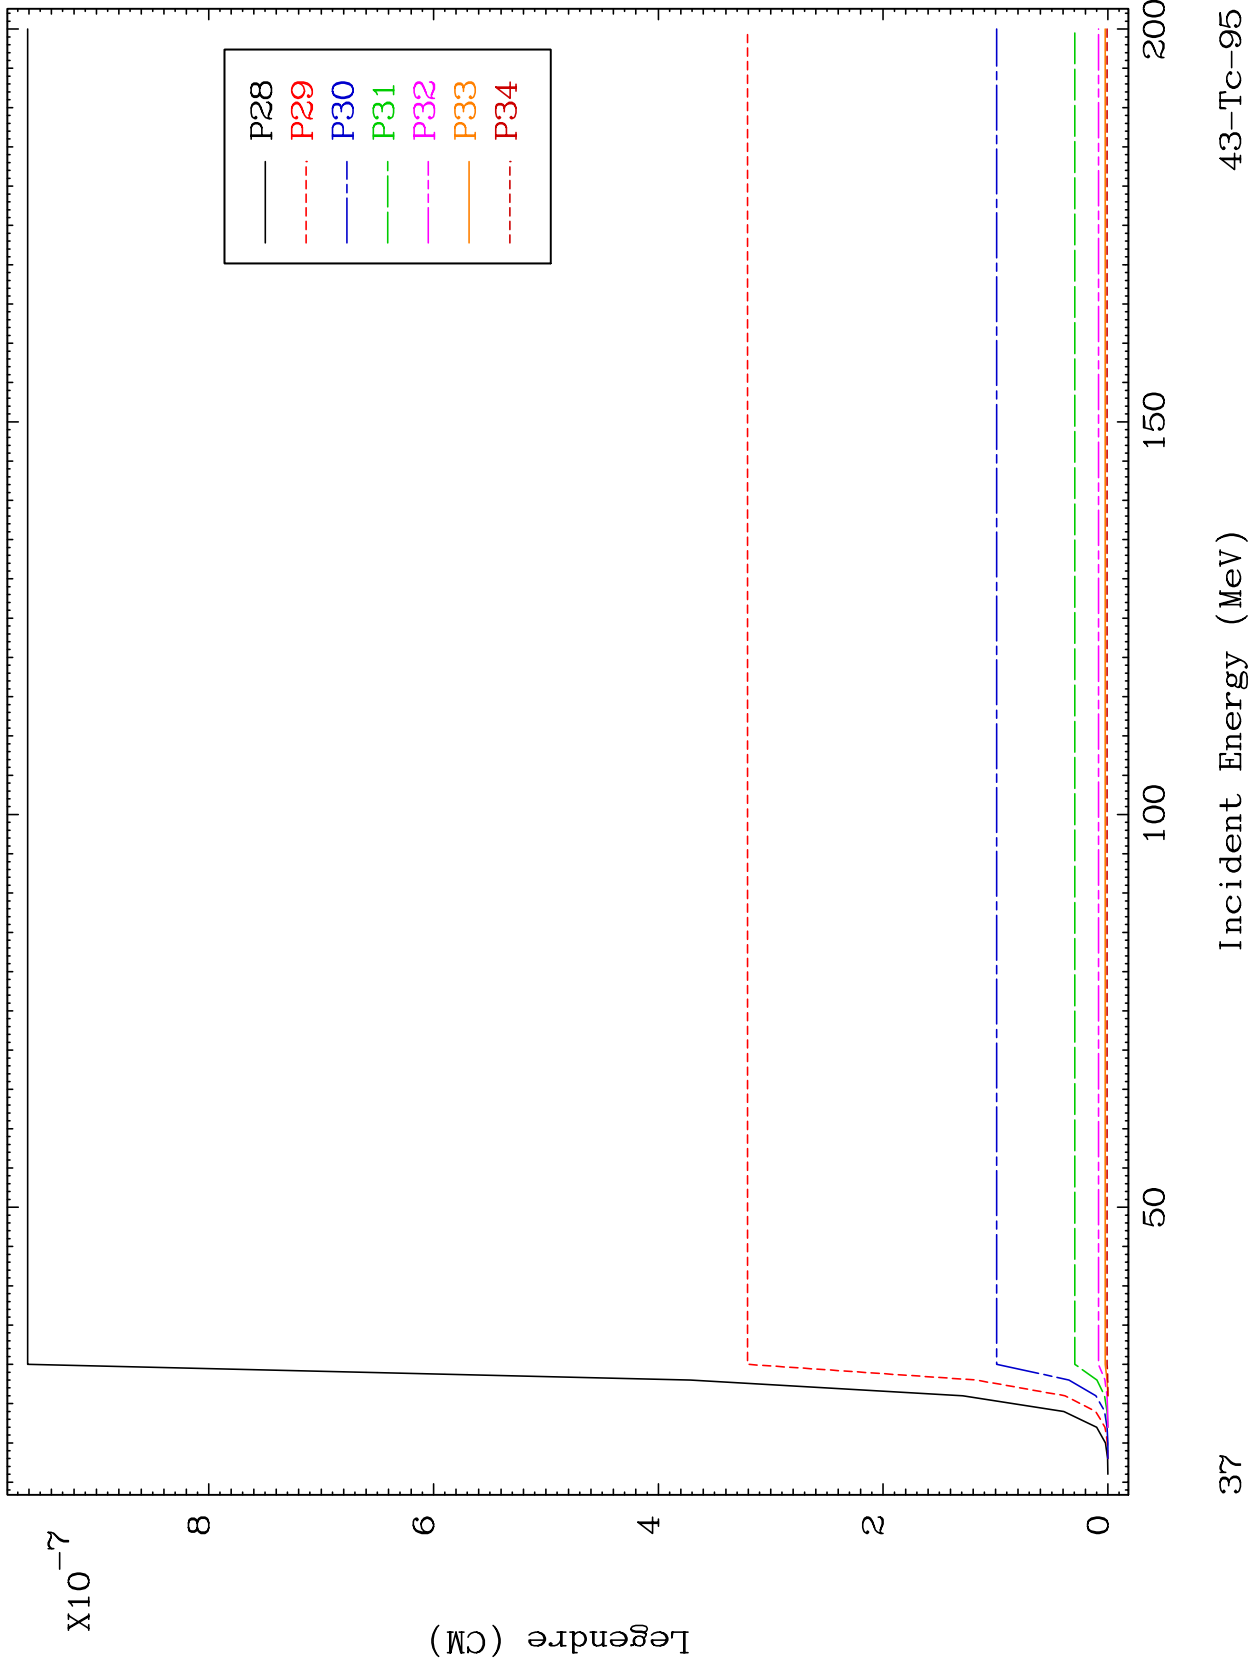 X10-7
8
6
4
2
0
Legendre (CM)
P28
P29
P30
P31
P32
P33
P34
50
100
150
200
Incident Energy (MeV)
37
43-Tc-95